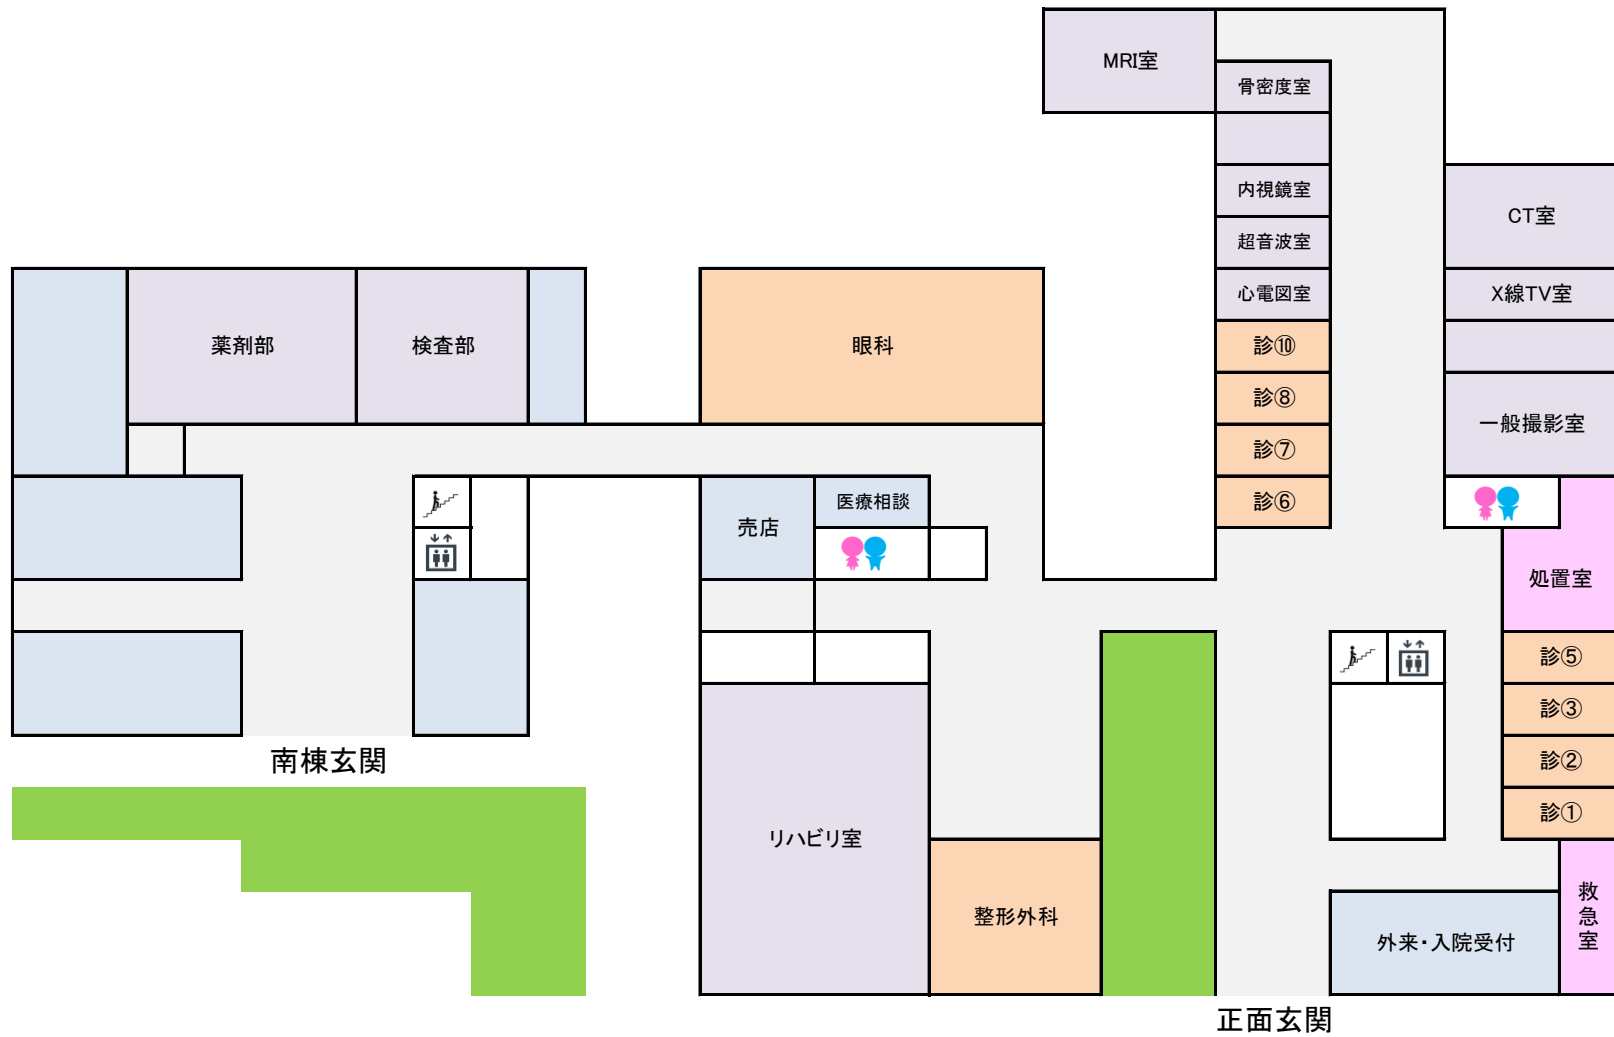 MRI室
骨密度室
内視鏡室
CT室
超音波室
心電図室
X線TV室
薬剤部
検査部
眼科
診⑩
診⑧
一般撮影室
診⑦
診⑥
医療相談
売店
処置室
診⑤
診③
診②
診①
南棟玄関
リハビリ室
整形外科
外来・入院受付
救急室
正面玄関